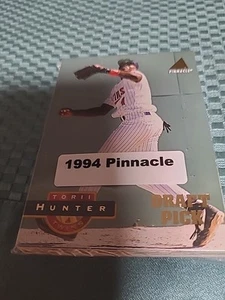 PINNACLE
1994 Pinnacle
TORII
HUNTER
DRAFT
PICK